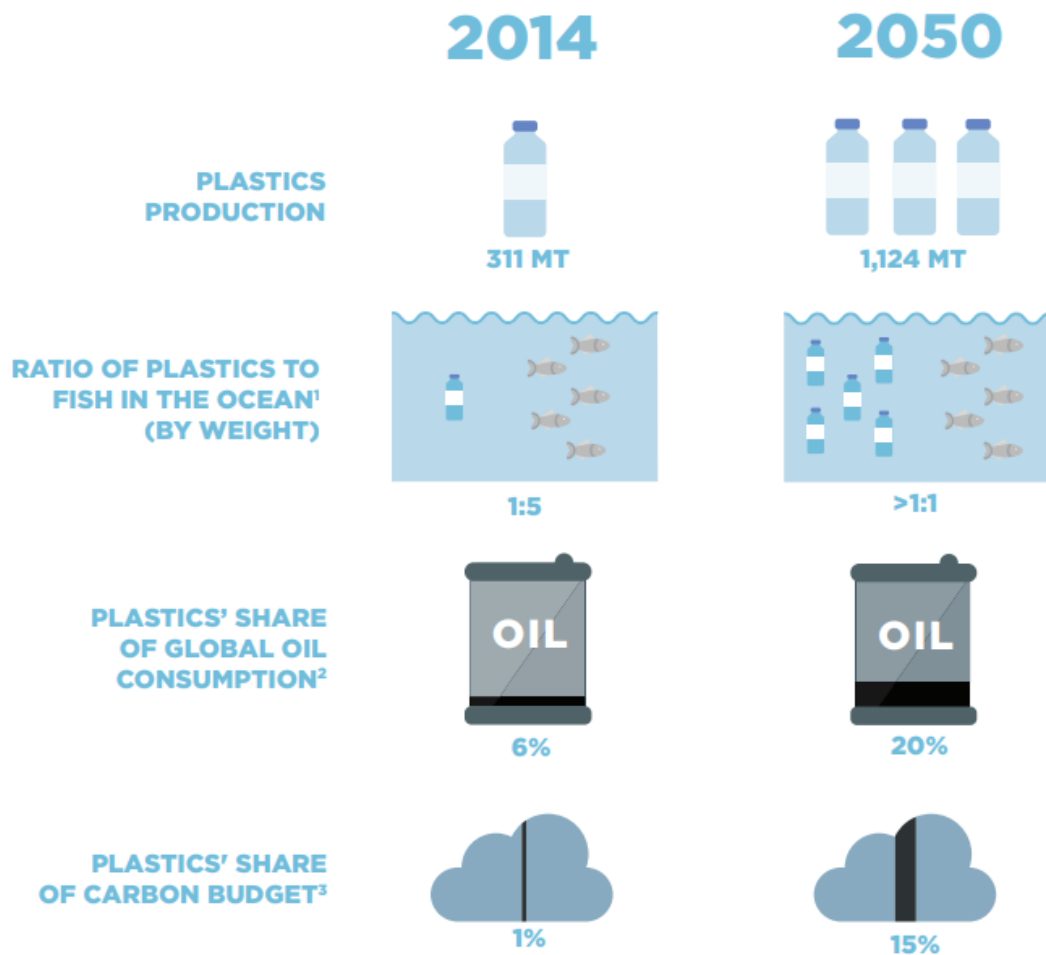 2014
2050
PLASTICS
PRODUCTION
311 MT
1,124 MT
RATIO OF PLASTICS TO
FISH IN THE OCEAN¹
(BY WEIGHT)
1:5
>1:1
PLASTICS’ SHARE
OF GLOBAL OIL
CONSUMPTION²
OIL
OIL
6%
20%
PLASTICS' SHARE
OF CARBON BUDGET³
1%
15%